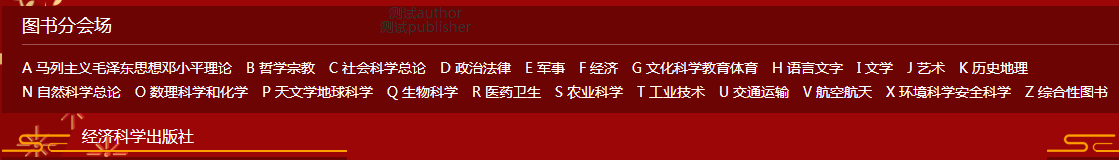 测试author
图书分会场
测试publisher
A 马列主义毛泽东思想邓小平理论 B 哲学宗教 C 社会科学总论 D 政治法律 E 军事 F 经济 G 文化科学教育体育 H 语言文字 I 文学 J 艺术 K 历史地理
N 自然科学总论 O 数理科学和化学 P 天文学地球科学 Q 生物科学 R 医药卫生 S 农业科学 T 工业技术 U 交通运输 V 航空航天 X 环境科学安全科学 Z 综合性图书
经济科学出版社